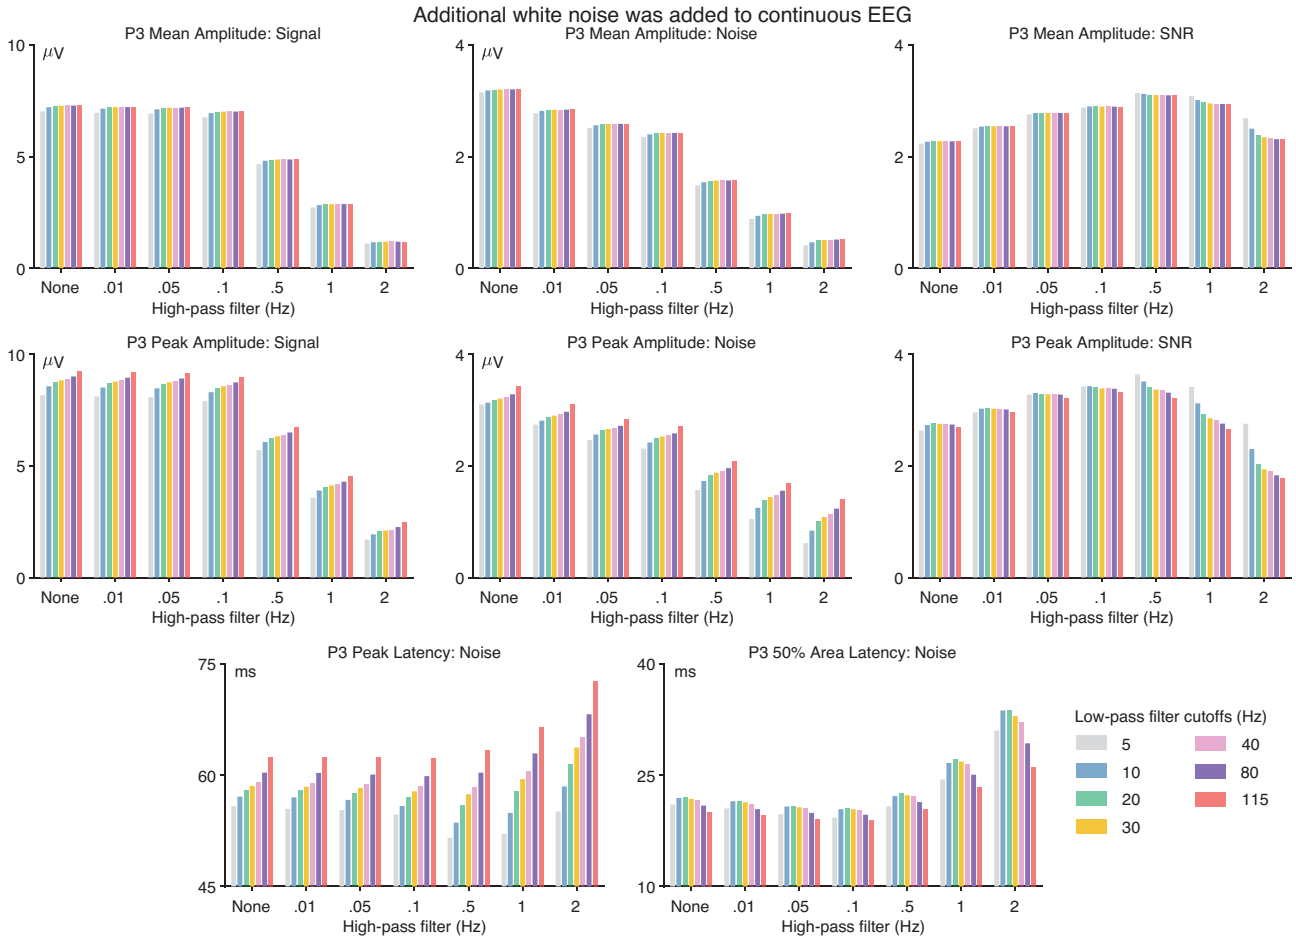 Additional white noise was added to continuous EEG
P3 Mean Amplitude: Signal
10
μV
5
0
None .01 .05 .1 .5 1 2
High-pass filter (Hz)
P3 Mean Amplitude: Noise
4
μV
2
0
None .01 .05 .1 .5 1 2
High-pass filter (Hz)
P3 Mean Amplitude: SNR
4
2
0
None .01 .05 .1 .5 1 2
High-pass filter (Hz)
P3 Peak Amplitude: Signal
10
μV
5
0
None .01 .05 .1 .5 1 2
High-pass filter (Hz)
P3 Peak Amplitude: Noise
4
μV
2
0
None .01 .05 .1 .5 1 2
High-pass filter (Hz)
P3 Peak Amplitude: SNR
4
2
0
None .01 .05 .1 .5 1 2
High-pass filter (Hz)
P3 Peak Latency: Noise
75
ms
60
45
None .01 .05 .1 .5 1 2
High-pass filter (Hz)
P3 50% Area Latency: Noise
40
ms
25
10
None .01 .05 .1 .5 1 2
High-pass filter (Hz)
Low-pass filter cutoffs (Hz)
5
10
20
30
40
80
115